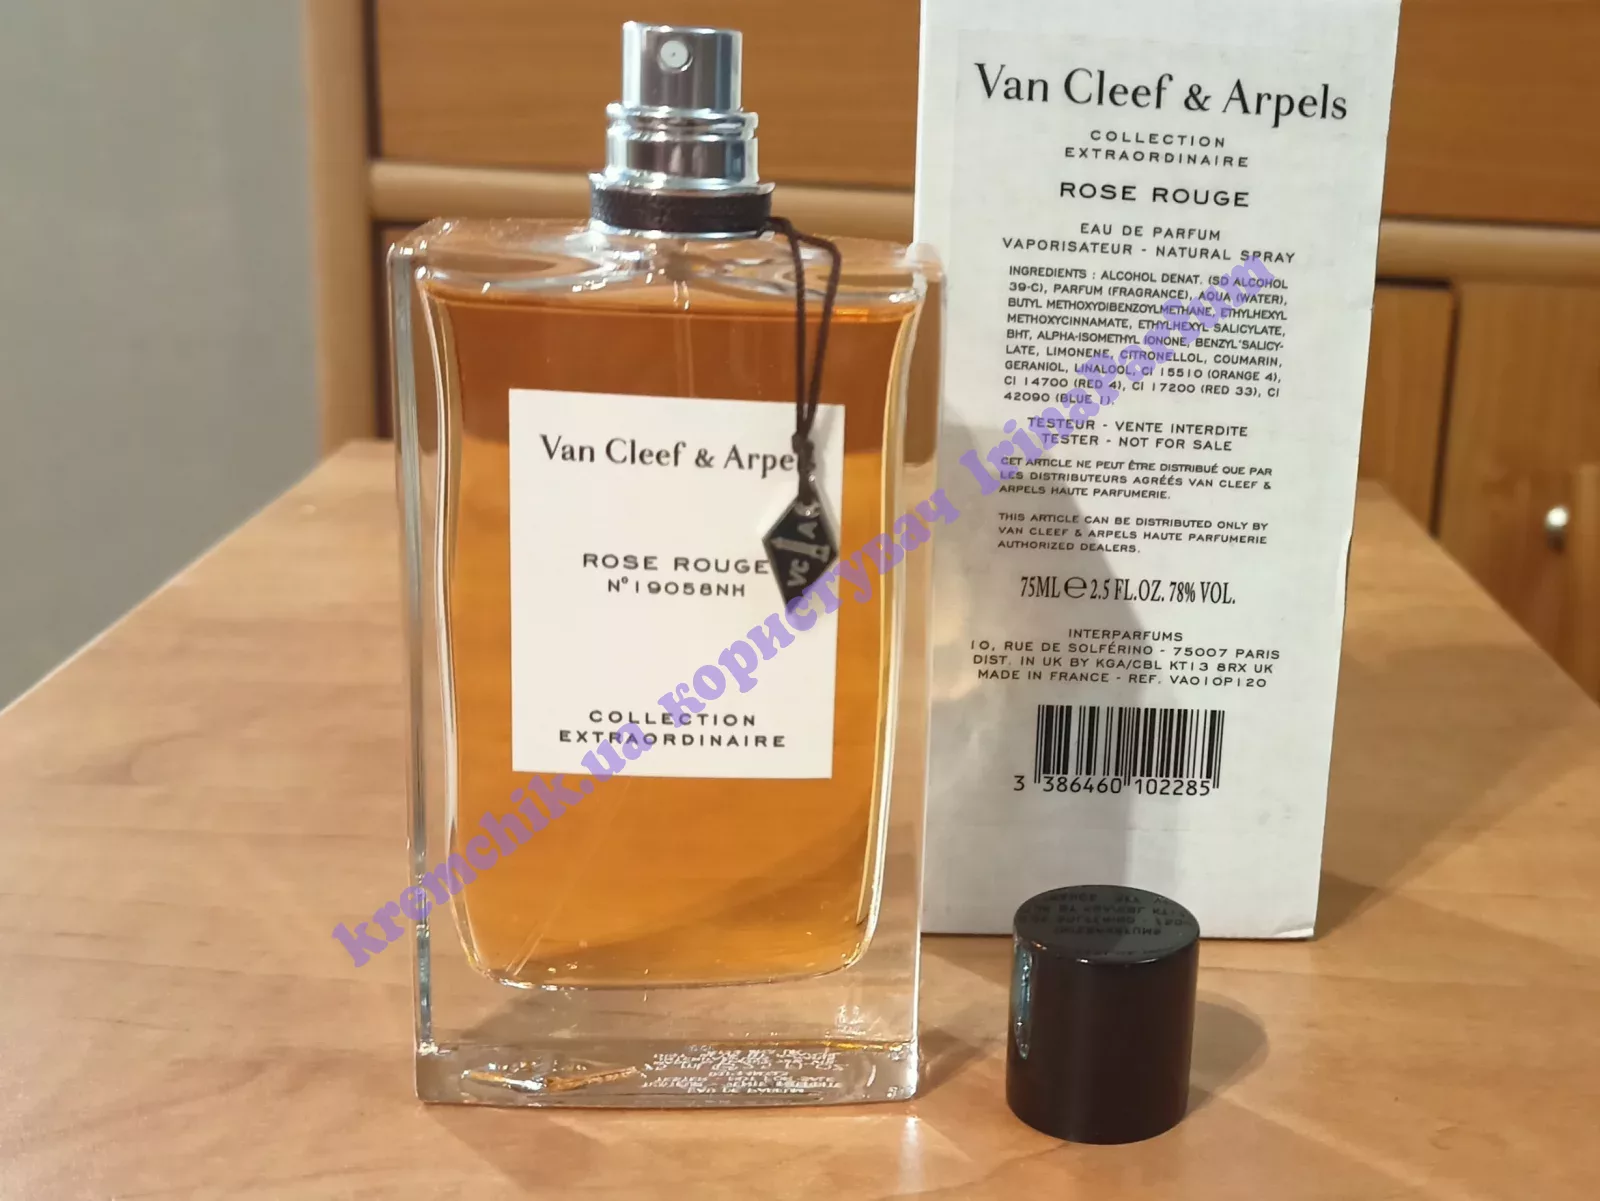 Van Cleef & Arpels
COLLECTION
EXTRAORDINAIRE
ROSE ROUGE
EAU DE PARFUM
VAPORISATEUR - NATURAL SPRAY
INGREDIENTS : ALCOHOL DENAT. (SD ALCOHOL
39-C), PARFUM (FRAGRANCE), AQUA (WATER),
BUTYL METHOXYDIBENZOYLMETHANE, ETHYLHEXYL
METHOXYCINNAMATE, ETHYLHEXYL SALICYLATE,
BHT, ALPHA-ISOMETHYL IONONE, BENZYL SALICY-
LATE, LIMONENE, CITRONELLOL, COUMARIN,
GERANIOL, LINALOOL, CI 15510 (ORANGE 4),
CI 14700 (RED 4), CI 17200 (RED 33), CI
42090 (BLUE 1).
TESTEUR - VENTE INTERDITE
TESTER - NOT FOR SALE
CET ARTICLE NE PEUT ÊTRE DISTRIBUÉ QUE PAR
LES DISTRIBUTEURS AGRÉÉS VAN CLEEF &
ARPELS HAUTE PARFUMERIE.
THIS ARTICLE CAN BE DISTRIBUTED ONLY BY
VAN CLEEF & ARPELS HAUTE PARFUMERIE
AUTHORIZED DEALERS.
75ML e 2.5 FL.OZ. 78% VOL.
INTERPARFUMS
10, RUE DE SOLFÉRINO - 75007 PARIS
DIST. IN UK BY KGA/CBL KT13 8RX UK
MADE IN FRANCE - REF. VA010P120
3 386460 102285
Van Cleef & Arpels
ROSE ROUGE
N°19058NH
COLLECTION
EXTRAORDINAIRE
VC A
kremchik.ua користувач IrinaParfum